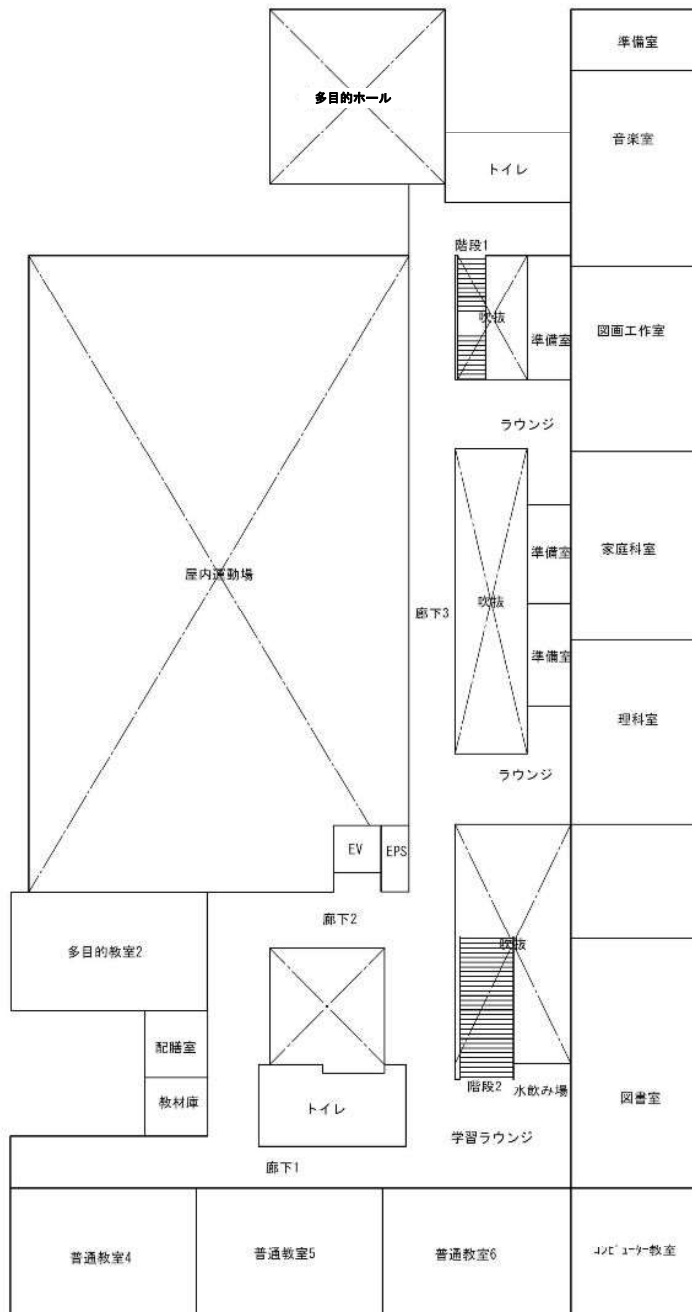 準備室
多目的ホール
音楽室
トイレ
階段1
吹抜
準備室
図画工作室
ラウンジ
家庭科室
準備室
屋内運動場
吹抜
廊下3
準備室
理科室
ラウンジ
EV
EPS
廊下2
吹抜
多目的教室2
配膳室
教材庫
トイレ
階段2
水飲み場
図書室
学習ラウンジ
廊下1
普通教室4
普通教室5
普通教室6
ｺﾝﾋﾟｭｰﾀｰ教室